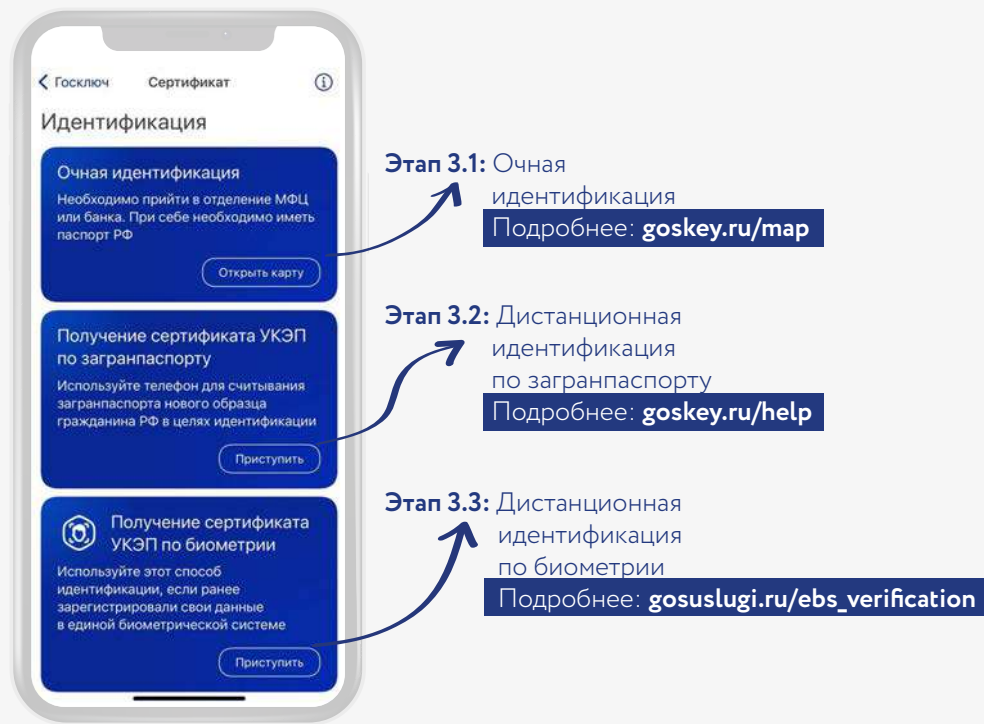 Госключ Сертификат
Идентификация
Очная идентификация
Необходимо прийти в отделение МФЦ
или банка. При себе необходимо иметь
паспорт РФ
Открыть карту
Получение сертификата УКЭП
по загранпаспорту
Используйте телефон для считывания
загранпаспорта нового образца
гражданина РФ в целях идентификации
Приступить
Получение сертификата
УКЭП по биометрии
Используйте этот способ
идентификации, если ранее
зарегистрировали свои данные
в единой биометрической системе
Приступить
Этап 3.1: Очная
идентификация
Подробнее: goskey.ru/map
Этап 3.2: Дистанционная
идентификация
по загранпаспорту
Подробнее: goskey.ru/help
Этап 3.3: Дистанционная
идентификация
по биометрии
Подробнее: gosuslugi.ru/ebs_verification